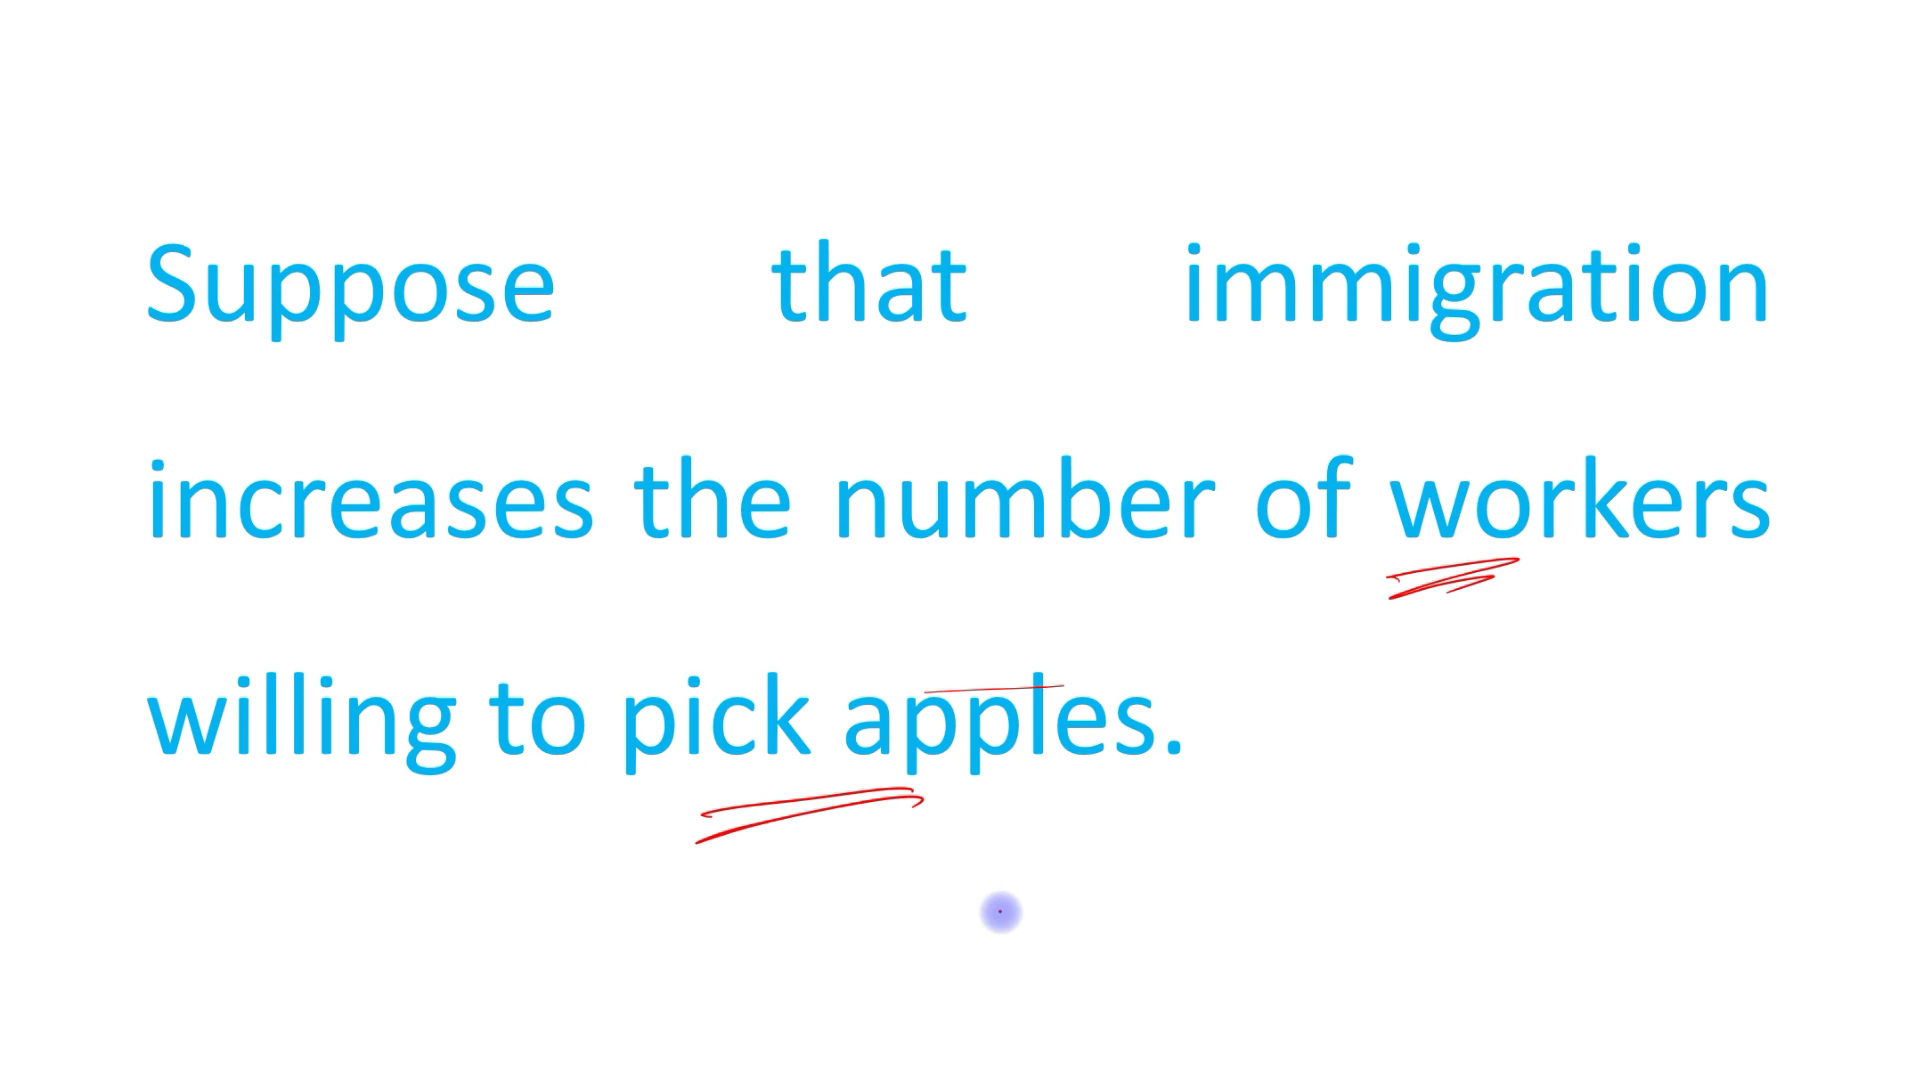 Suppose that immigration
increases the number of workers
willing to pick apples.